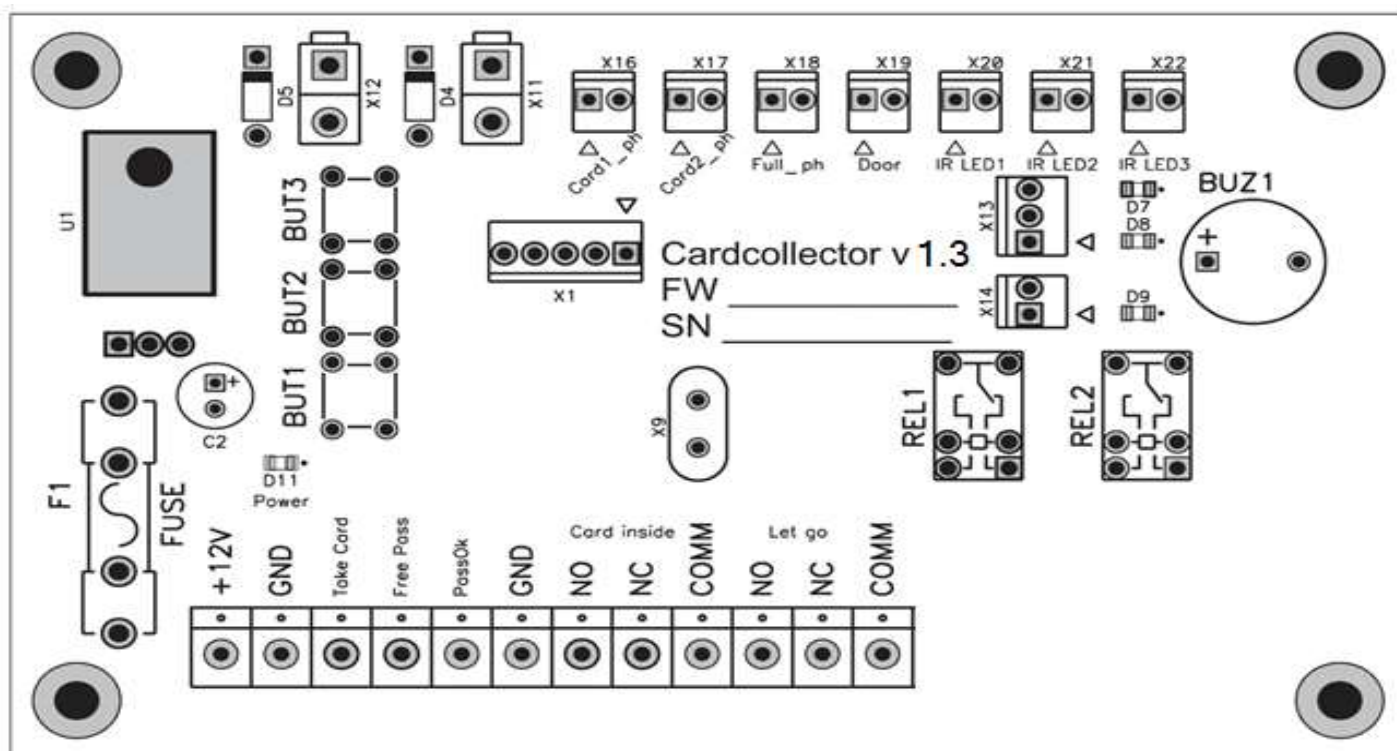 X16 X17 X18 X19 X20 X21 X22
D5 X12 D4 X11
Card1_ph Card2_ph Full_ph Door IR LED1 IR LED2 IR LED3
U1
BUT3
X13
D7
D8
BUZ1
+
X1
Cardcollector v 1.3
FW
SN
BUT2
X14
D9
BUT1
C2
+
X9
REL1
REL2
F1
FUSE
D11
Power
Card inside Let go
+12V GND Take Card Free Pass PassOk GND NO NC COMM NO NC COMM